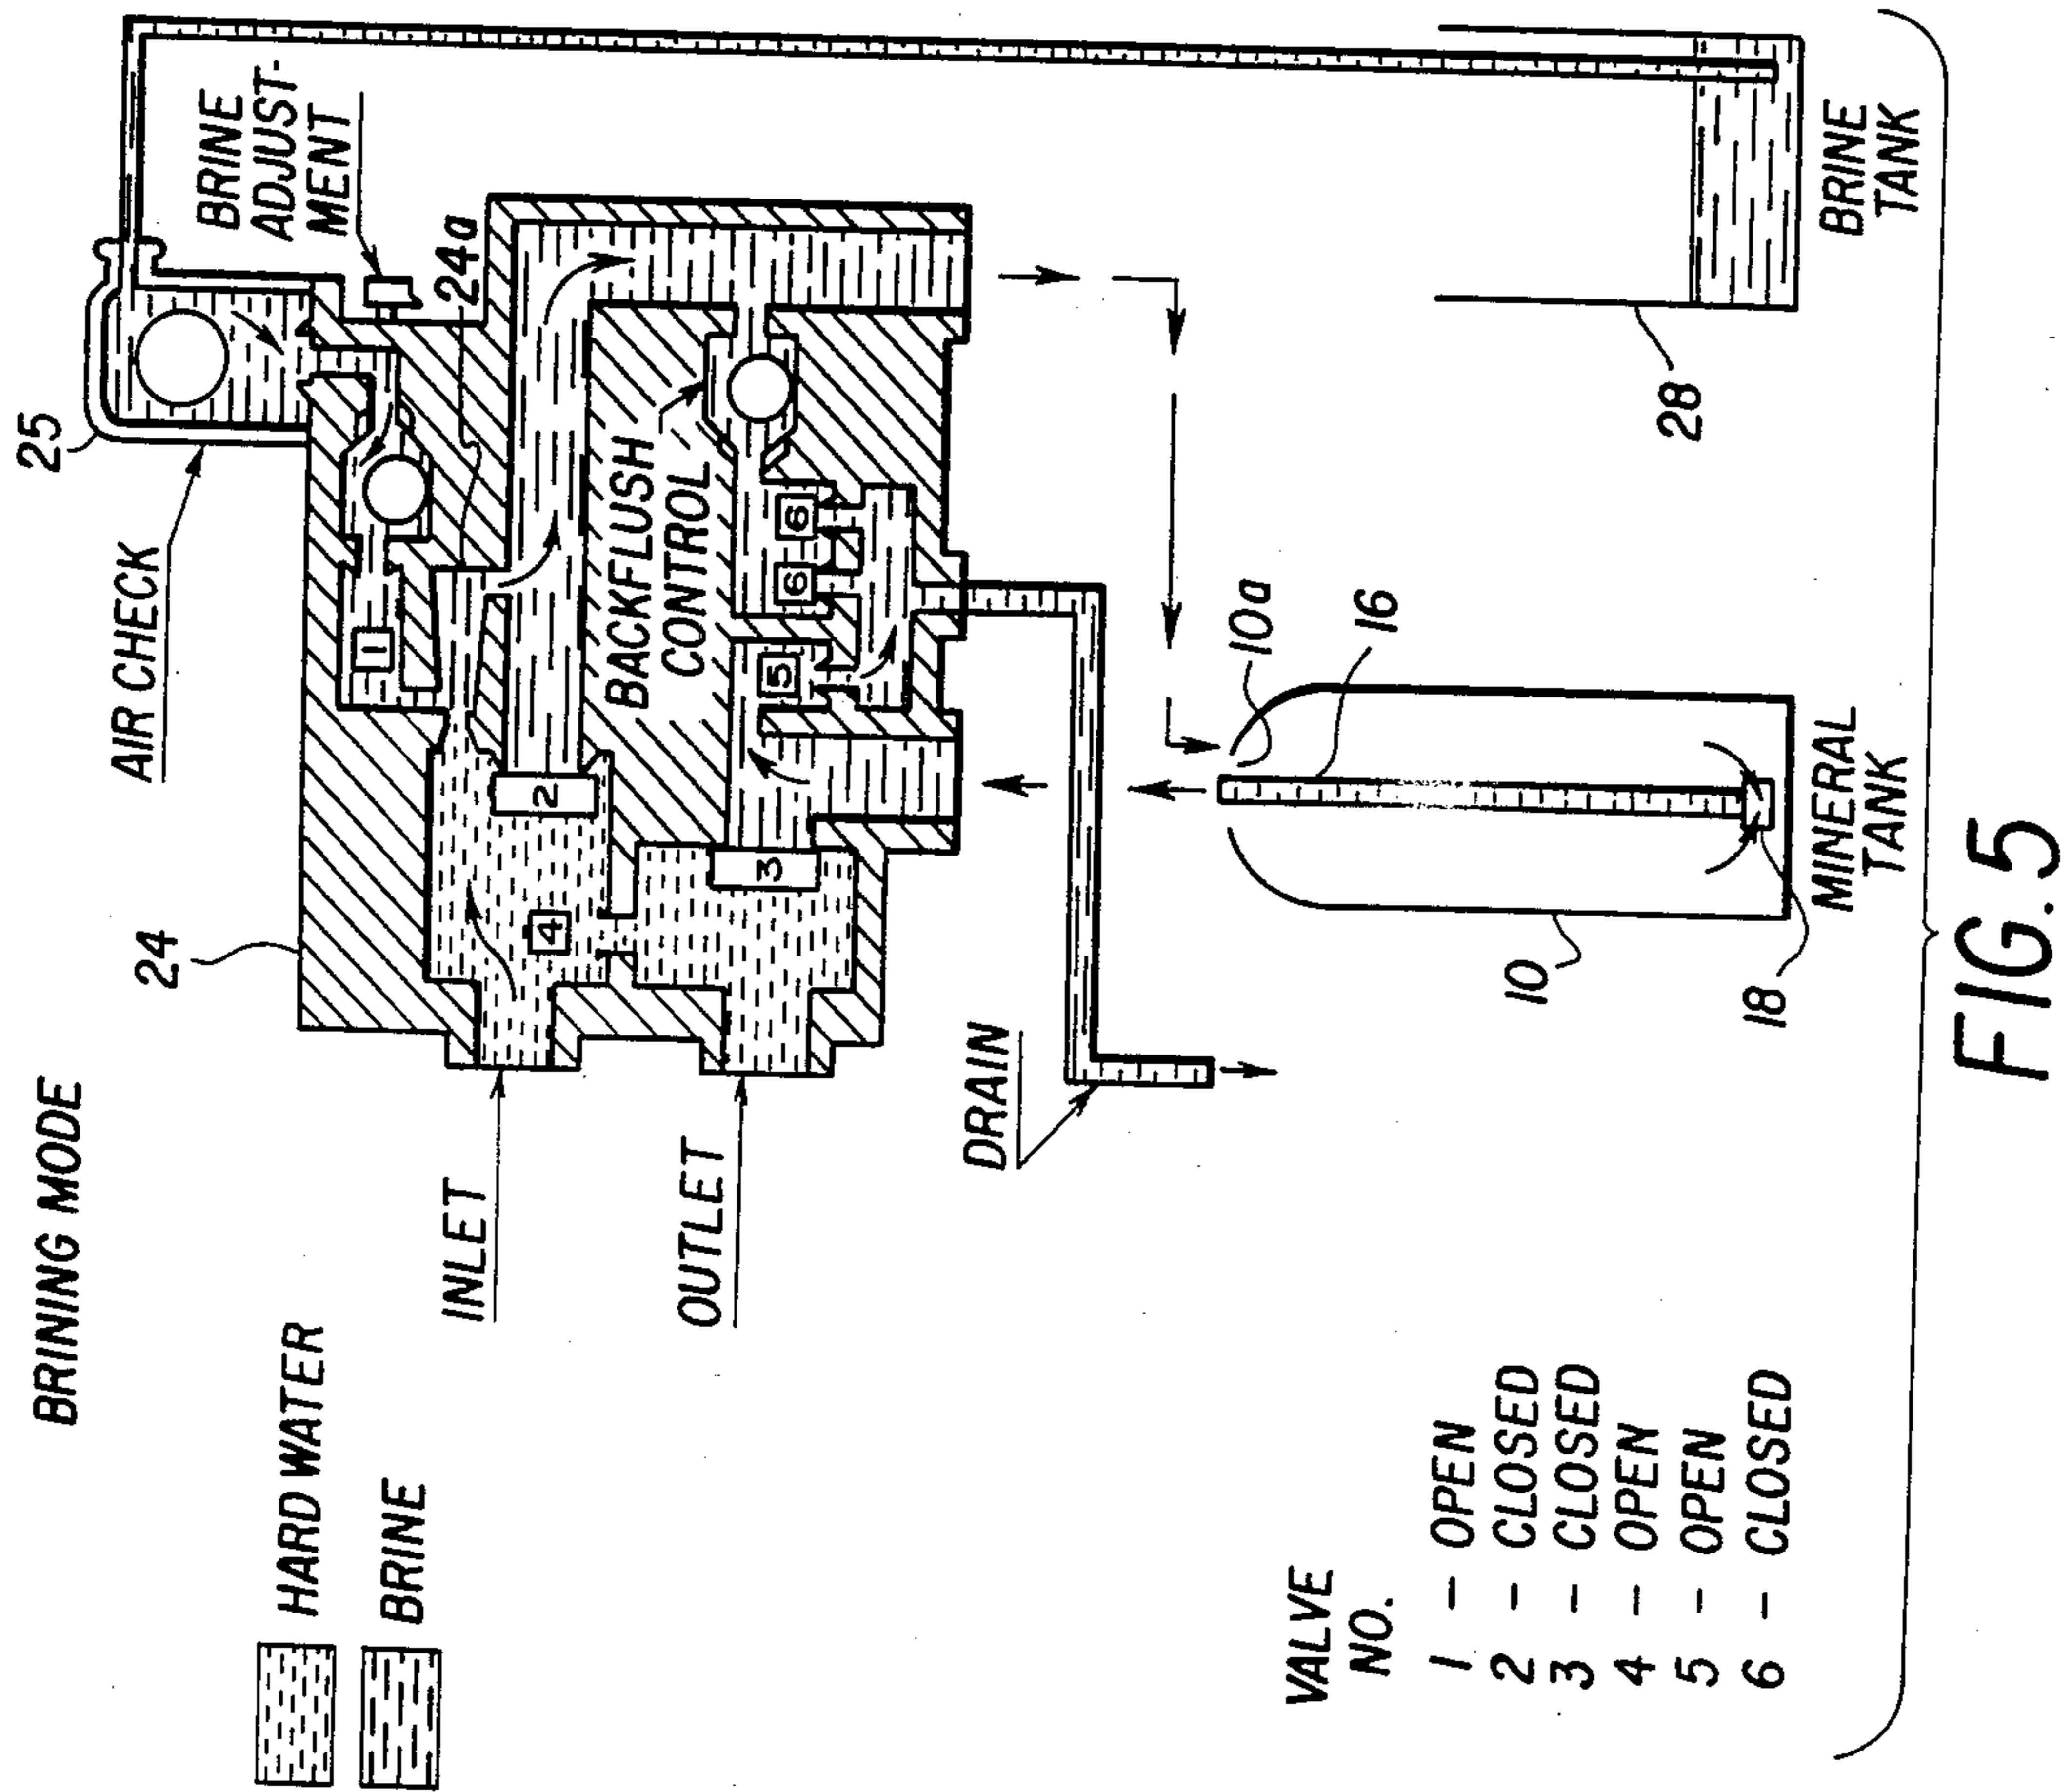 BRINING MODE
HARD WATER
BRINE
25
AIR CHECK
24
BRINE
ADJUST-
MENT
24a
INLET
OUTLET
1
2
3
4
5
6
6
BACKFLUSH
CONTROL
DRAIN
10a
16
10
18
28
MINERAL
TANK
BRINE
TANK
VALVE
NO.
1 - OPEN
2 - CLOSED
3 - CLOSED
4 - OPEN
5 - OPEN
6 - CLOSED
FIG.5